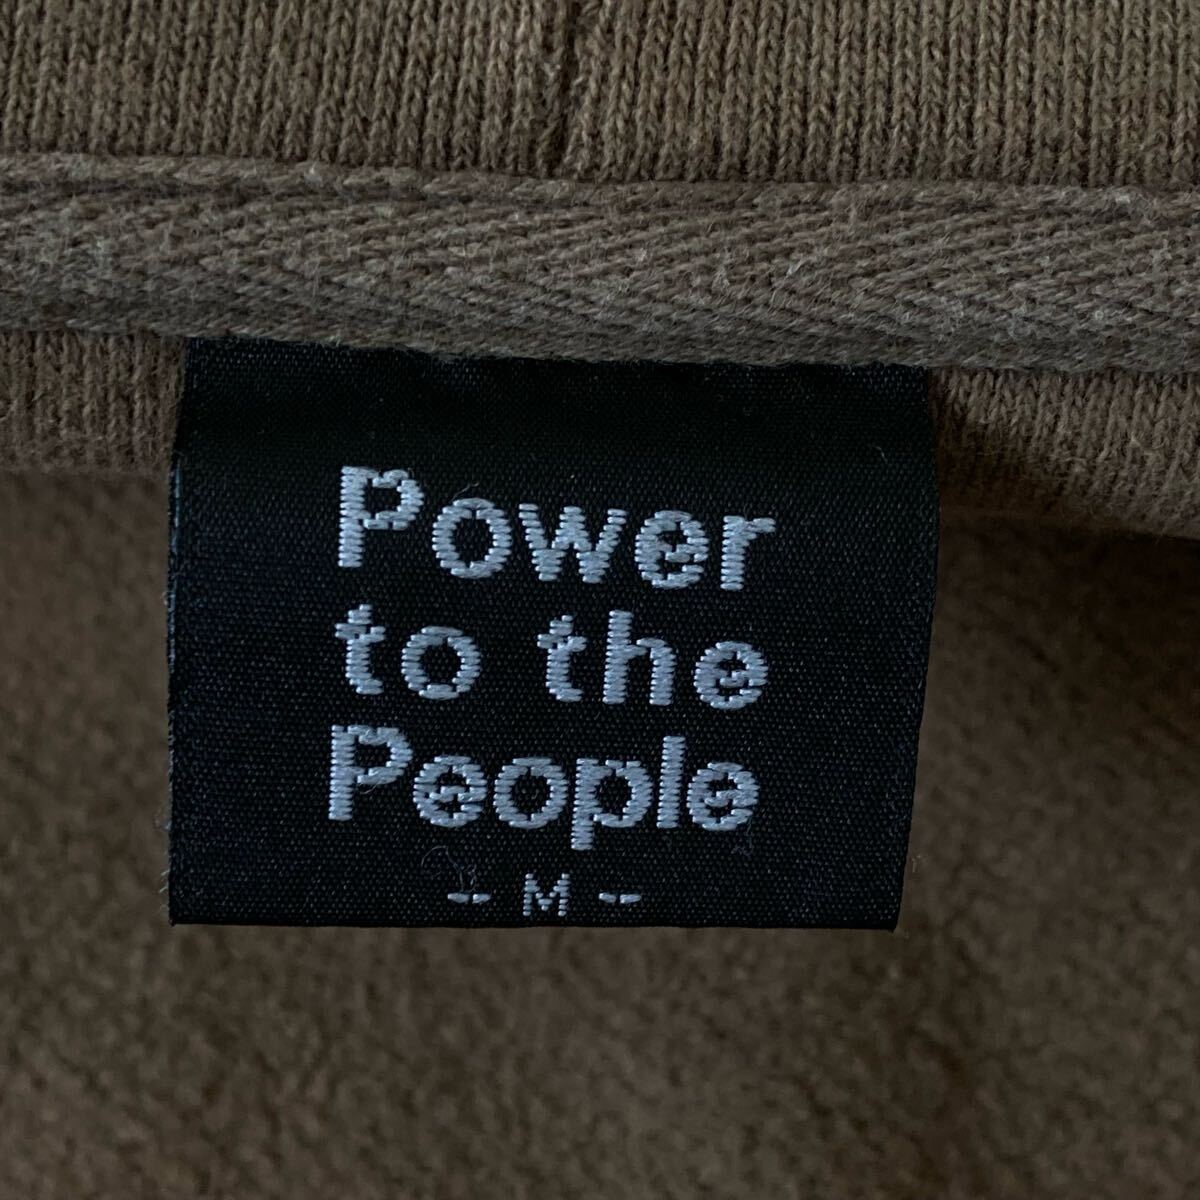 Power
to the
People
- M -